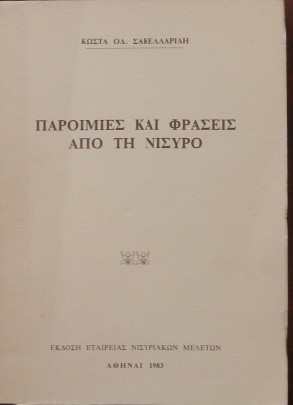 ΚΩΣΤΑ ΟΔ. ΣΑΚΕΛΛΑΡΙΔΗ
ΠΑΡΟΙΜΙΕΣ ΚΑΙ ΦΡΑΣΕΙΣ
ΑΠΟ ΤΗ ΝΙΣΥΡΟ
ΕΚΔΟΣΗ ΕΤΑΙΡΕΙΑΣ ΝΙΣΥΡΙΑΚΩΝ ΜΕΛΕΤΩΝ
ΑΘΗΝΑΙ 1983